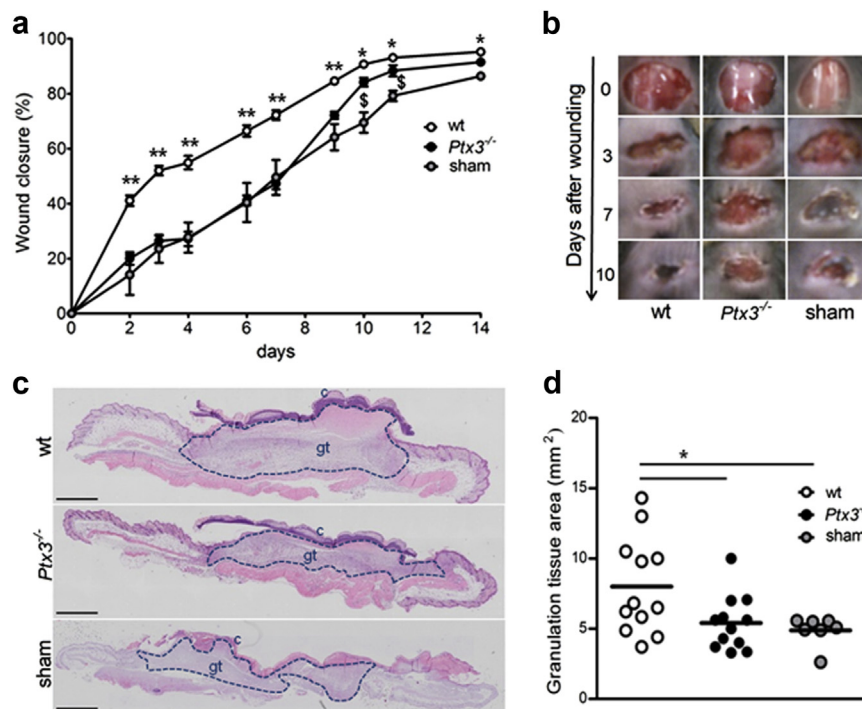 a
Wound closure (%)
100
80
60
40
20
0
** ** ** ** ** ** * * *
$ $
wt
Ptx3-/-
sham
0 2 4 6 8 10 12 14
days
b
Days after wounding
0
3
7
10
wt Ptx3-/- sham
c
wt
c
gt
Ptx3-/-
c
gt
sham
c
gt
d
Granulation tissue area (mm2)
20
15
10
5
0
*
wt
Ptx3-
sham